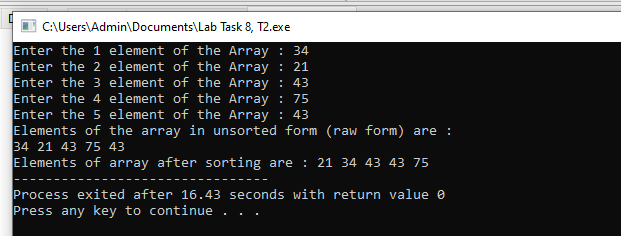 C:\Users\Admin\Documents\Lab Task 8, T2.exe
Enter the 1 element of the Array : 34
Enter the 2 element of the Array : 21
Enter the 3 element of the Array : 43
Enter the 4 element of the Array : 75
Enter the 5 element of the Array : 43
Elements of the array in unsorted form (raw form) are :
34 21 43 75 43
Elements of array after sorting are : 21 34 43 43 75
--------------------------------
Process exited after 16.43 seconds with return value 0
Press any key to continue . . .